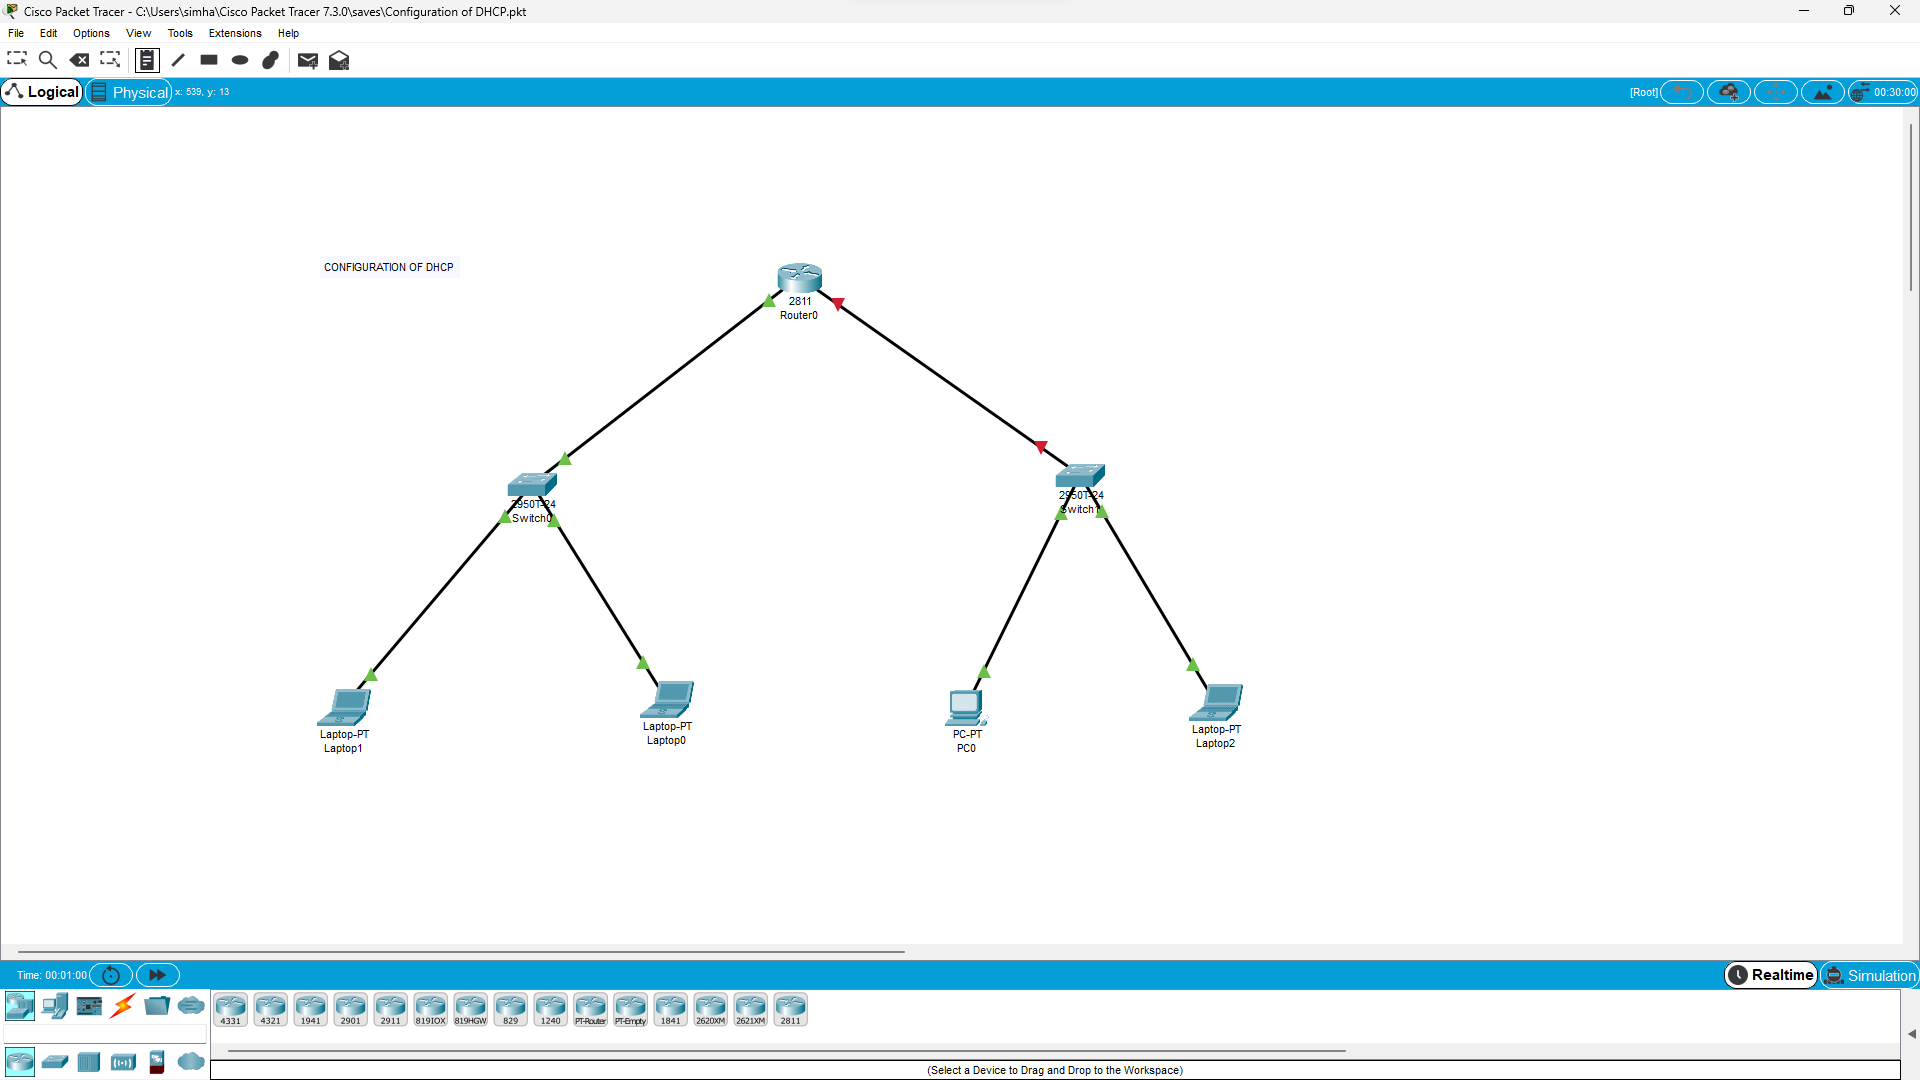 Cisco Packet Tracer - C:\Users\simha\Cisco Packet Tracer 7.3.0\saves\Configuration of DHCP.pkt
File Edit Options View Tools Extensions Help
Logical Physical x: 539, y: 13 [Root] 00:30:00
CONFIGURATION OF DHCP
2811
Router0
2950T-24
Switch0
2950T-24
Switch1
Laptop-PT
Laptop1
Laptop-PT
Laptop0
PC-PT
PC0
Laptop-PT
Laptop2
Time: 00:01:00 Realtime Simulation
4331 4321 1941 2901 2911 819IOX 819HGW 829 1240 PT-Router PT-Empty 1841 2620XM 2621XM 2811
(Select a Device to Drag and Drop to the Workspace)